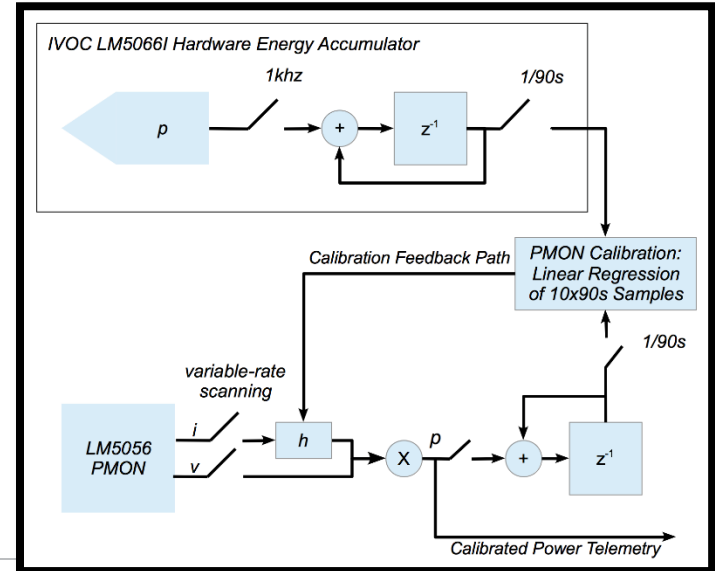 IVOC LM5066I Hardware Energy Accumulator
1khz
1/90s
p
+
z-1
Calibration Feedback Path
PMON Calibration:
Linear Regression
of 10x90s Samples
1/90s
variable-rate
scanning
LM5056
PMON
i
v
h
X
p
+
z-1
Calibrated Power Telemetry